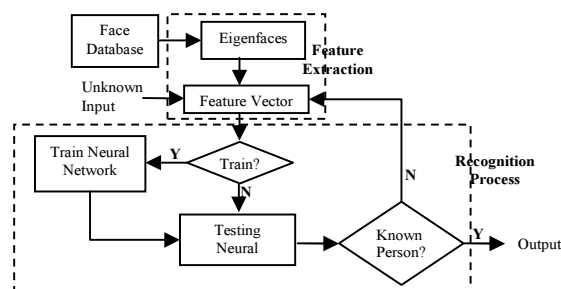 Face
Database
Eigenfaces
Feature
Extraction
Unknown
Input
Feature Vector
Train Neural
Network
Y
Train?
N
Recognition
Process
N
Testing
Neural
Known
Person?
Y
Output